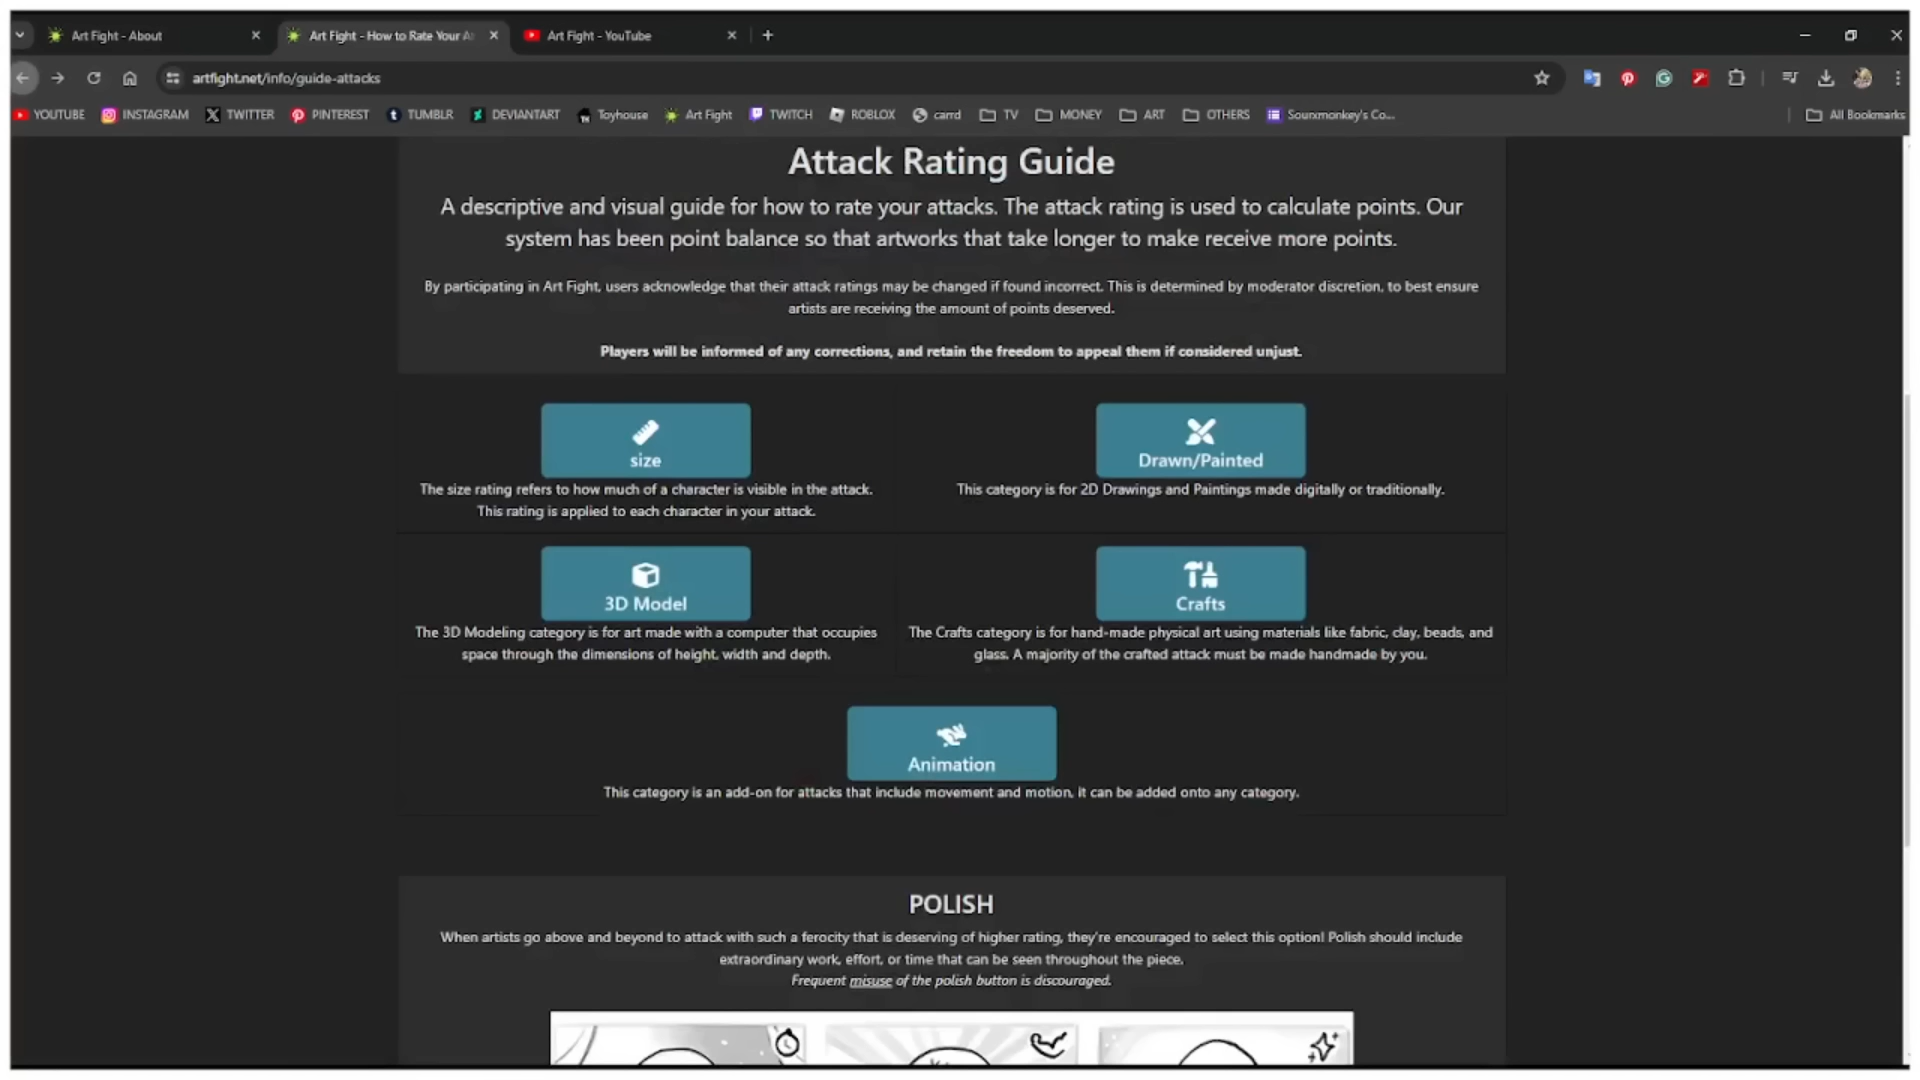 Art Fight - About
Art Fight - How to Rate Your A
Art Fight - YouTube
artfight.net/info/guide-attacks
YOUTUBE
INSTAGRAM
TWITTER
PINTEREST
TUMBLR
DEVIANTART
Toyhouse
Art Fight
TWITCH
ROBLOX
carrd
TV
MONEY
ART
OTHERS
Sounmonkey's Co...
All Bookmarks
Attack Rating Guide
A descriptive and visual guide for how to rate your attacks. The attack rating is used to calculate points. Our
system has been point balance so that artworks that take longer to make receive more points.
By participating in Art Fight, users acknowledge that their attack ratings may be changed if found incorrect. This is determined by moderator discretion, to best ensure
artists are receiving the amount of points deserved.
Players will be informed of any corrections, and retain the freedom to appeal them if considered unjust.
size
The size rating refers to how much of a character is visible in the attack.
This rating is applied to each character in your attack.
Drawn/Painted
This category is for 2D Drawings and Paintings made digitally or traditionally.
3D Model
The 3D Modeling category is for art made with a computer that occupies
space through the dimensions of height, width and depth.
Crafts
The Crafts category is for hand-made physical art using materials like fabric, clay, beads, and
glass. A majority of the crafted attack must be made handmade by you.
Animation
This category is an add-on for attacks that include movement and motion. it can be added onto any category.
POLISH
When artists go above and beyond to attack with such a ferocity that is deserving of higher rating, they're encouraged to select this option! Polish should include
extraordinary work, effort, or time that can be seen throughout the piece.
Frequent misuse of the polish button is discouraged.